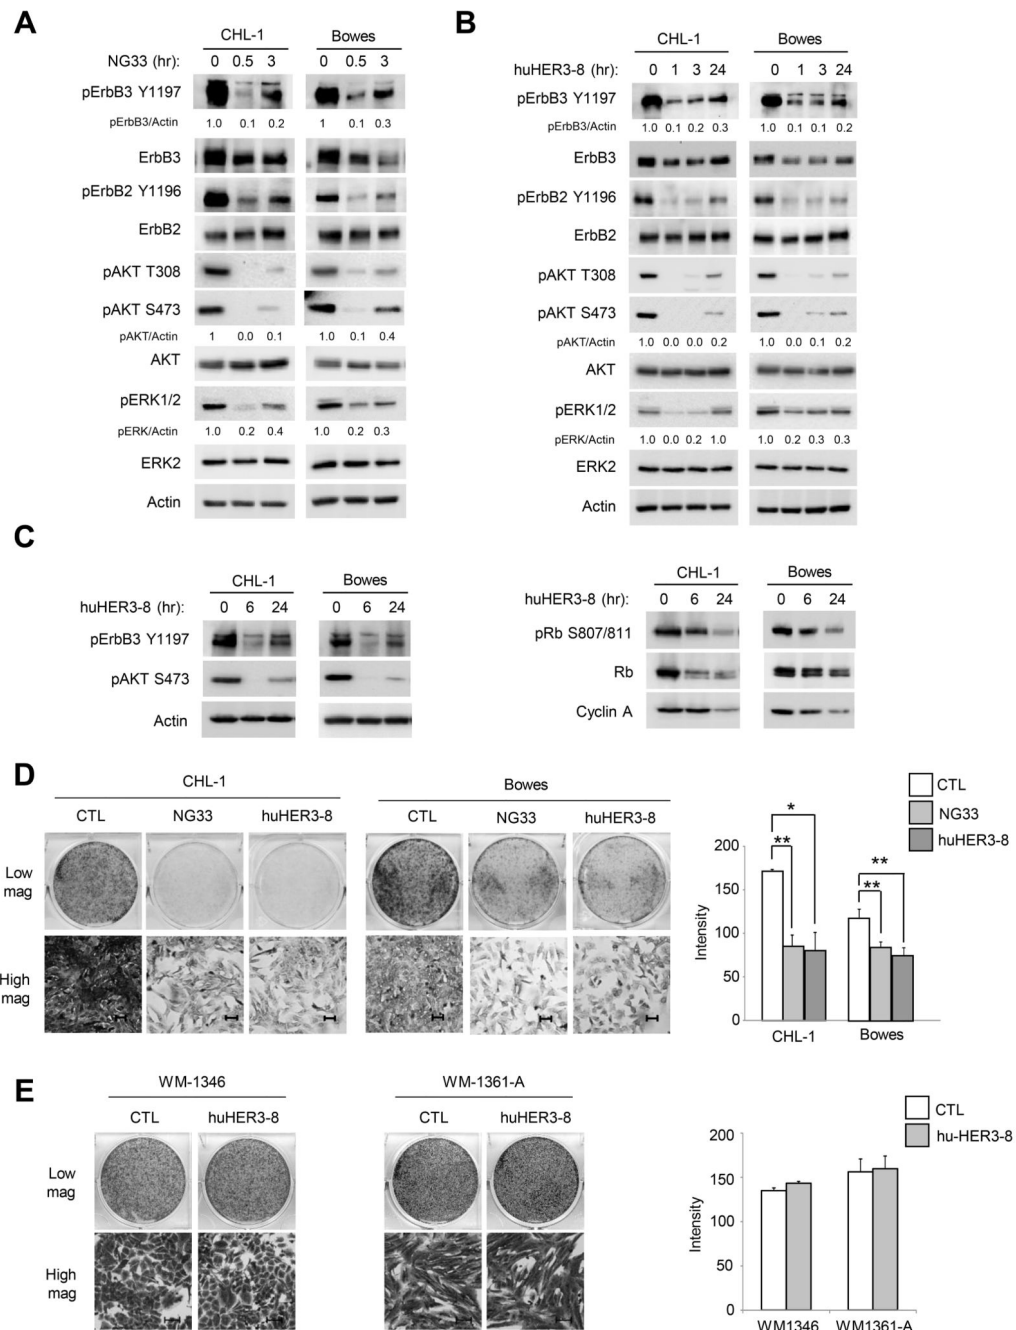 A
CHL-1 Bowes
NG33 (hr): 0 0.5 3 0 0.5 3
pErbB3 Y1197
pErbB3/Actin 1.0 0.1 0.2 1 0.1 0.3
ErbB3
pErbB2 Y1196
ErbB2
pAKT T308
pAKT S473
pAKT/Actin 1 0.0 0.1 1.0 0.1 0.4
AKT
pERK1/2
pERK/Actin 1.0 0.2 0.4 1.0 0.2 0.3
ERK2
Actin
B
CHL-1 Bowes
huHER3-8 (hr): 0 1 3 24 0 1 3 24
pErbB3 Y1197
pErbB3/Actin 1.0 0.1 0.2 0.3 1.0 0.1 0.1 0.2
ErbB3
pErbB2 Y1196
ErbB2
pAKT T308
pAKT S473
pAKT/Actin 1.0 0.0 0.0 0.2 1.0 0.0 0.1 0.2
AKT
pERK1/2
pERK/Actin 1.0 0.0 0.2 1.0 1.0 0.2 0.3 0.3
ERK2
Actin
C
CHL-1 Bowes
huHER3-8 (hr): 0 6 24 0 6 24
pErbB3 Y1197
pAKT S473
Actin
CHL-1 Bowes
huHER3-8 (hr): 0 6 24 0 6 24
pRb S807/811
Rb
Cyclin A
D
CHL-1 Bowes
CTL NG33 huHER3-8 CTL NG33 huHER3-8
Low
mag
High
mag
CTL
NG33
huHER3-8
* ** ** **
Intensity
200
150
100
50
0
CHL-1 Bowes
E
WM-1346 WM-1361-A
CTL huHER3-8 CTL huHER3-8
Low
mag
High
mag
CTL
hu-HER3-8
Intensity
200
150
100
50
0
WM1346 WM1361-A